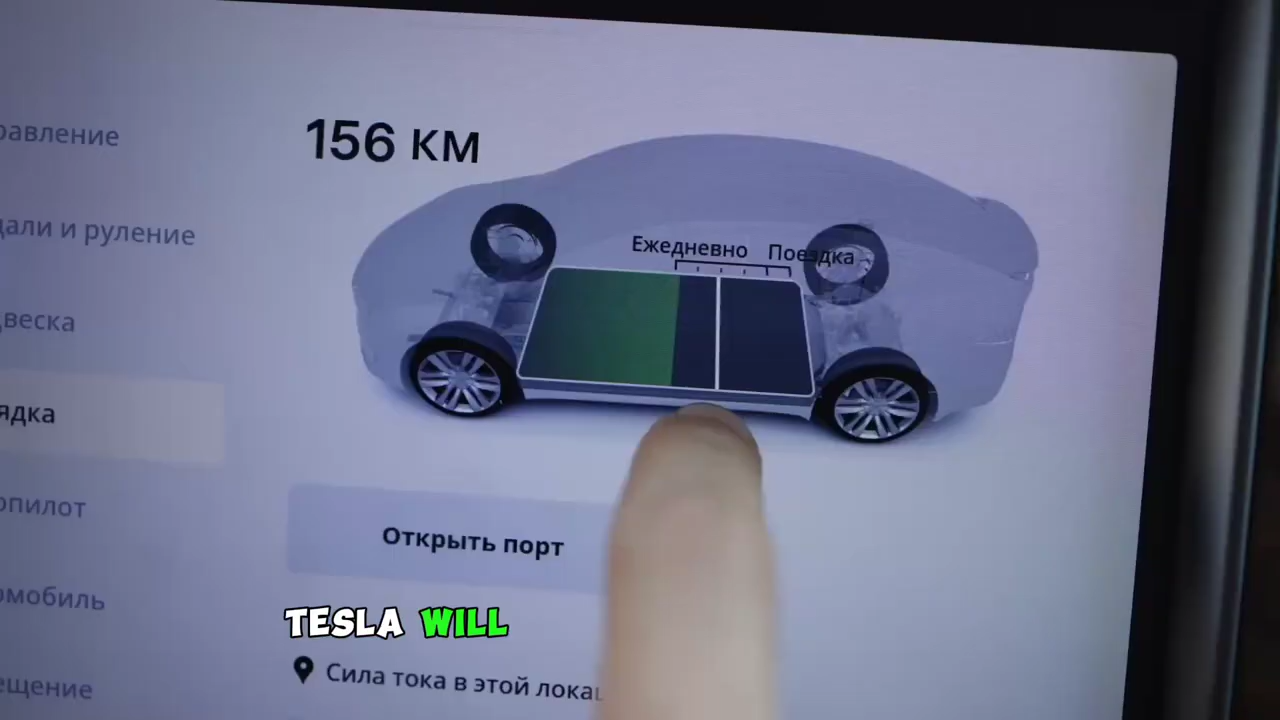 156 км
равление
Ежедневно Поездка
дали и руление
веска
ядка
опилот
Открыть порт
омобиль
TESLA WILL
Сила тока в этой лока
ещение